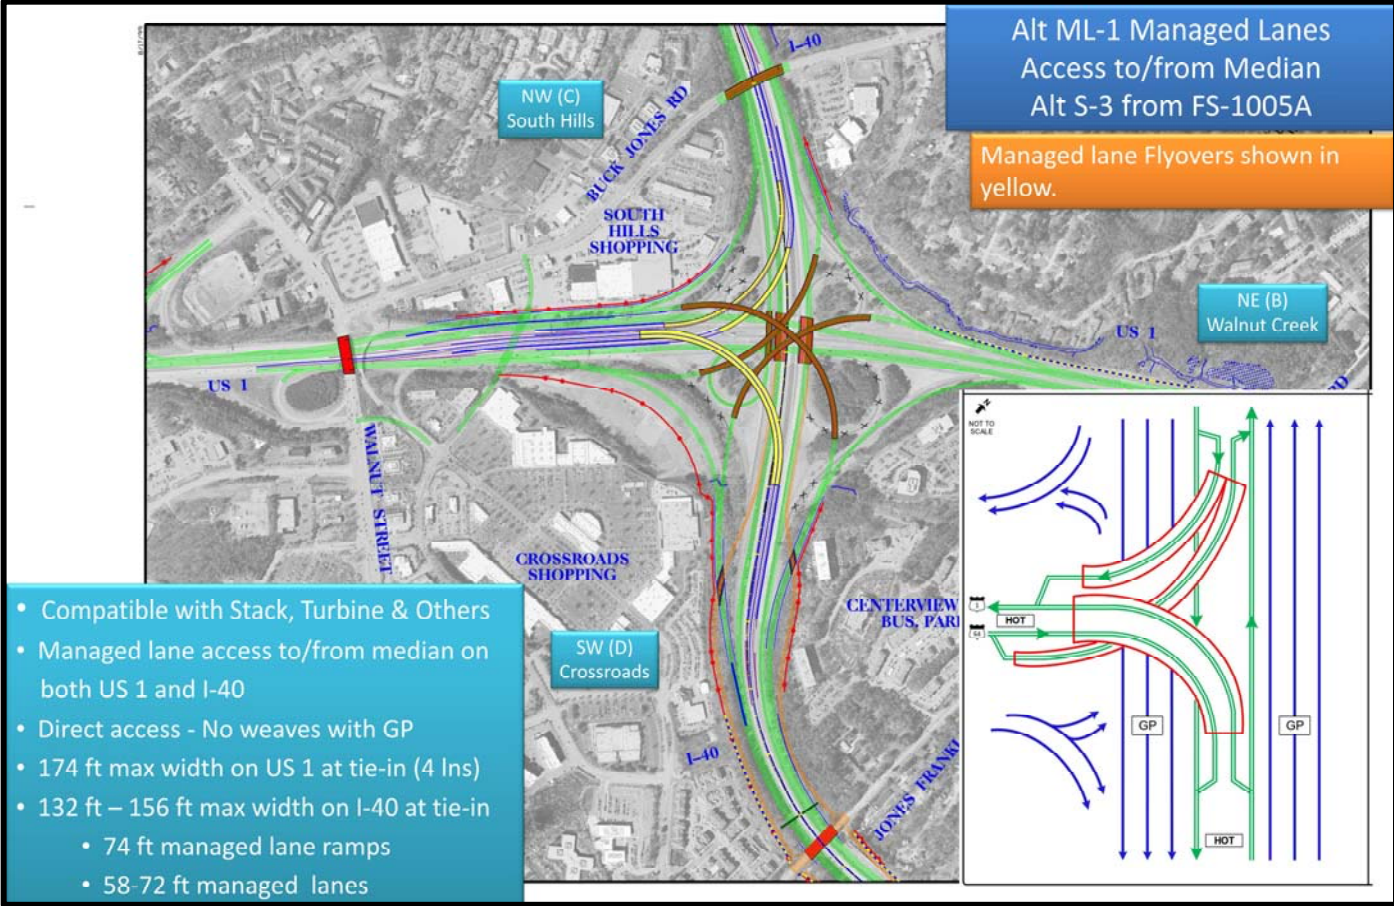 Alt ML-1 Managed Lanes
Access to/from Median
Alt S-3 from FS-1005A
Managed lane Flyovers shown in
yellow.
I-40
NW (C)
South Hills
BUCK JONES RD
SOUTH
HILLS
SHOPPING
NE (B)
Walnut Creek
US 1
US 1
WALNUT STREET
CROSSROADS
SHOPPING
CENTERVIEW
BUS. PARK
SW (D)
Crossroads
I-40
JONES FRANKL
• Compatible with Stack, Turbine & Others
• Managed lane access to/from median on
both US 1 and I-40
• Direct access - No weaves with GP
• 174 ft max width on US 1 at tie-in (4 lns)
• 132 ft – 156 ft max width on I-40 at tie-in
• 74 ft managed lane ramps
• 58-72 ft managed lanes
N
NOT TO
SCALE
1
HOT
64
GP
GP
HOT